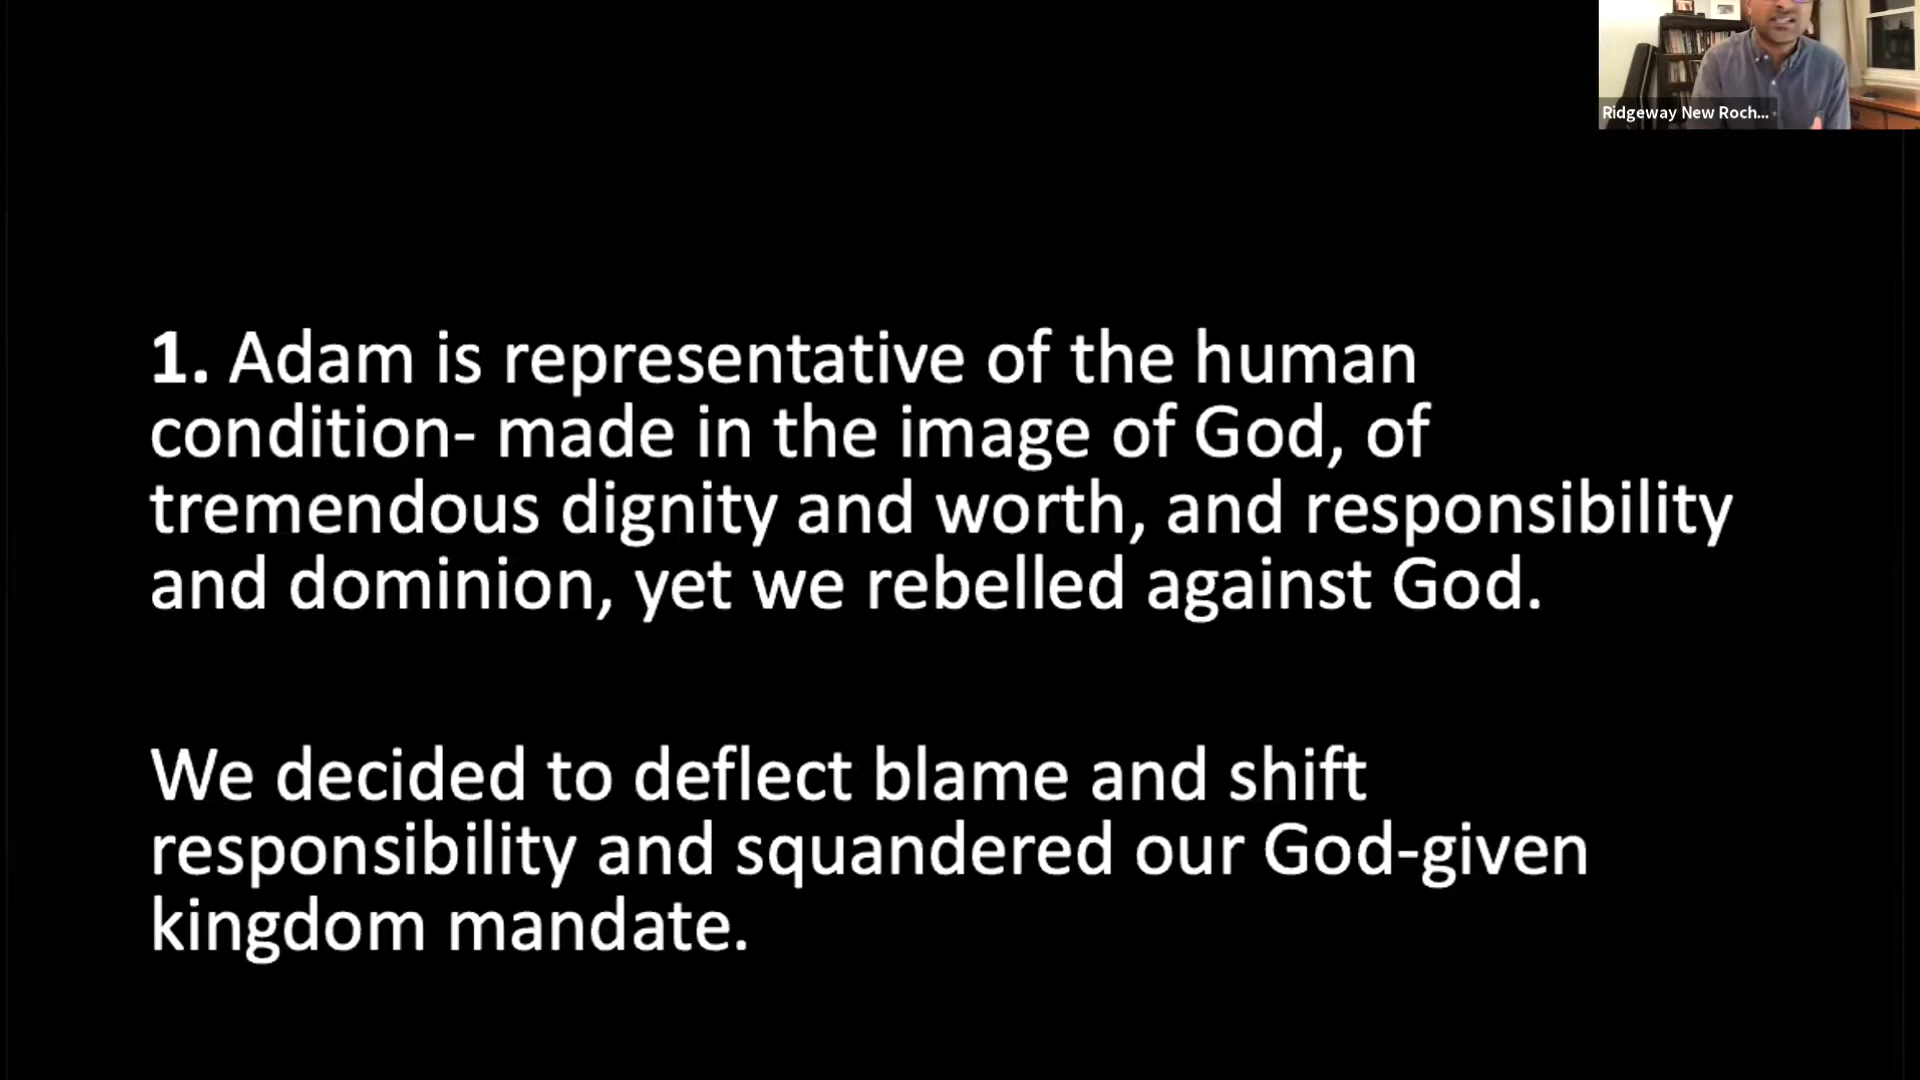 Ridgeway New Roch...
1. Adam is representative of the human
condition- made in the image of God, of
tremendous dignity and worth, and responsibility
and dominion, yet we rebelled against God.
We decided to deflect blame and shift
responsibility and squandered our God-given
kingdom mandate.